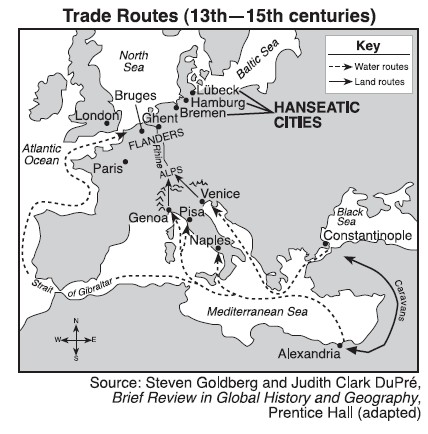 Trade Routes (13th—15th centuries)
Key
Water routes
Land routes
North
Sea
Baltic Sea
Lübeck
Hamburg
Bremen
HANSEATIC
CITIES
Bruges
London
Ghent
FLANDERS
Rhine
Atlantic
Ocean
Paris
ALPS
Venice
Genoa
Pisa
Naples
Black
Sea
Constantinople
Strait of Gibraltar
Mediterranean Sea
Caravans
Alexandria
N
W
E
S
Source: Steven Goldberg and Judith Clark DuPré,
Brief Review in Global History and Geography,
Prentice Hall (adapted)